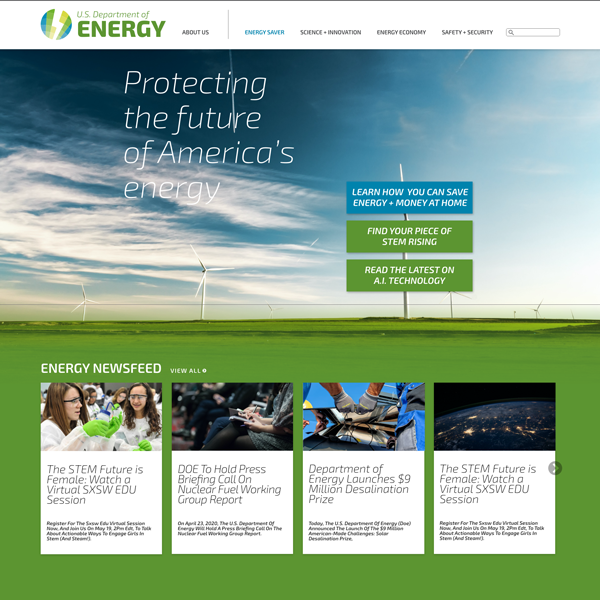 U.S. Department of
ENERGY
ABOUT US
ENERGY SAVER
SCIENCE + INNOVATION
ENERGY ECONOMY
SAFETY + SECURITY
Protecting
the future
of America's
energy
LEARN HOW YOU CAN SAVE
ENERGY + MONEY AT HOME
FIND YOUR PIECE OF
STEM RISING
READ THE LATEST ON
A.I. TECHNOLOGY
ENERGY NEWSFEED
VIEW ALL
The STEM Future is
Female: Watch a
Virtual SXSW EDU
Session
Register For The Sxsw Edu Virtual Session
Now, And Join Us On May 19, 2Pm Edt, To Talk
About Actionable Ways To Engage Girls In
Stem (And Steam!).
DOE To Hold Press
Briefing Call On
Nuclear Fuel Working
Group Report
On April 23, 2020, The U.S. Department Of
Energy Will Hold A Press Briefing Call On The
Nuclear Fuel Working Group Report.
Department of
Energy Launches $9
Million Desalination
Prize
Today, The U.S. Department Of Energy (Doe)
Announced The Launch Of The $9 Million
American-Made Challenges: Solar
Desalination Prize,
The STEM Future is
Female: Watch a
Virtual SXSW EDU
Session
Register For The Sxsw Edu Virtual Session
Now, And Join Us On May 19, 2Pm Edt, To Talk
About Actionable Ways To Engage Girls In
Stem (And Steam!).